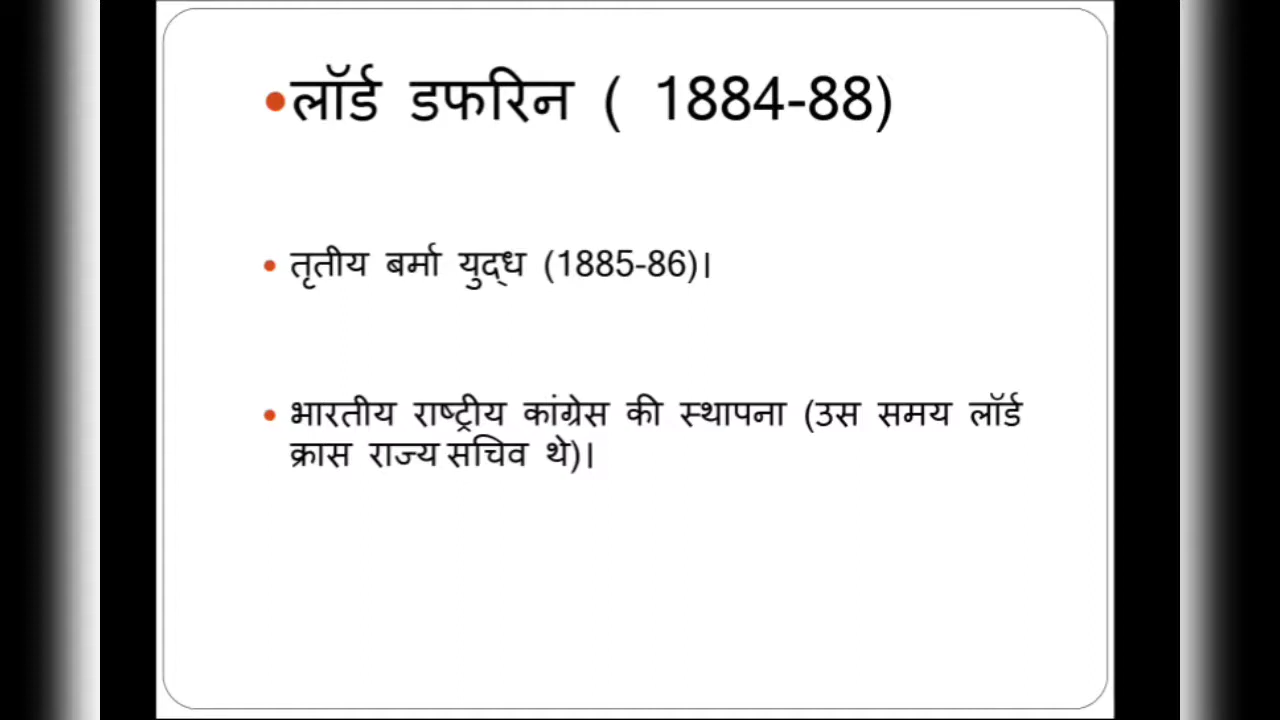 •लॉर्ड डफरिन ( 1884-88)
• तृतीय बर्मा युद्ध (1885-86)।
• भारतीय राष्ट्रीय कांग्रेस की स्थापना (उस समय लॉर्ड
क्रास राज्य सचिव थे)।